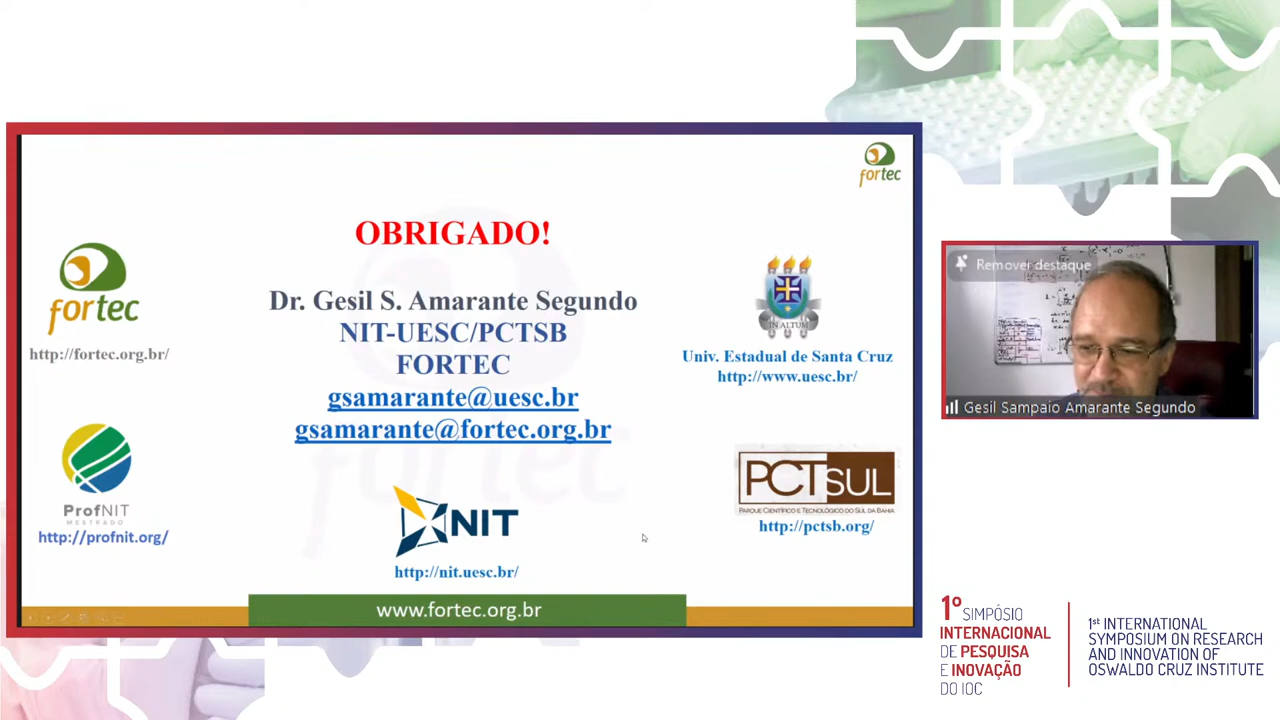 fortec
OBRIGADO!
Dr. Gesil S. Amarante Segundo
NIT-UESC/PCTSB
FORTEC
gsamarante@uesc.br
gsamarante@fortec.org.br
fortec
http://fortec.org.br/
ProfNIT
MESTRADO
http://profnit.org/
NIT
http://nit.uesc.br/
IN ALTUM
Univ. Estadual de Santa Cruz
http://www.uesc.br/
PCTSUL
PARQUE CIENTÍFICO E TECNOLÓGICO DO SUL DA BAHIA
http://pctsb.org/
www.fortec.org.br
fortec
Remover destaque
Gesil Sampaio Amarante Segundo
1º SIMPÓSIO
INTERNACIONAL
DE PESQUISA
E INOVAÇÃO
DO IOC
1st INTERNATIONAL
SYMPOSIUM ON RESEARCH
AND INNOVATION OF
OSWALDO CRUZ INSTITUTE